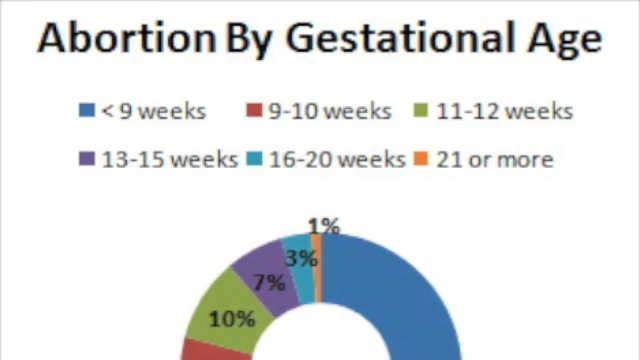 Abortion By Gestational Age
< 9 weeks 9-10 weeks 11-12 weeks
13-15 weeks 16-20 weeks 21 or more
1%
3%
7%
10%